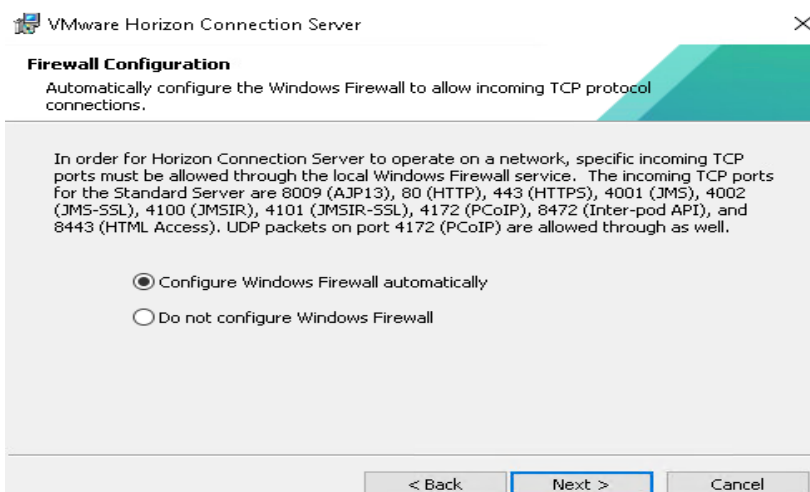 VMware Horizon Connection Server
Firewall Configuration
Automatically configure the Windows Firewall to allow incoming TCP protocol
connections.
In order for Horizon Connection Server to operate on a network, specific incoming TCP
ports must be allowed through the local Windows Firewall service.  The incoming TCP ports
for the Standard Server are 8009 (AJP13), 80 (HTTP), 443 (HTTPS), 4001 (JMS), 4002
(JMS-SSL), 4100 (JMSIR), 4101 (JMSIR-SSL), 4172 (PCoIP), 8472 (Inter-pod API), and
8443 (HTML Access). UDP packets on port 4172 (PCoIP) are allowed through as well.
Configure Windows Firewall automatically
Do not configure Windows Firewall
< Back Next > Cancel